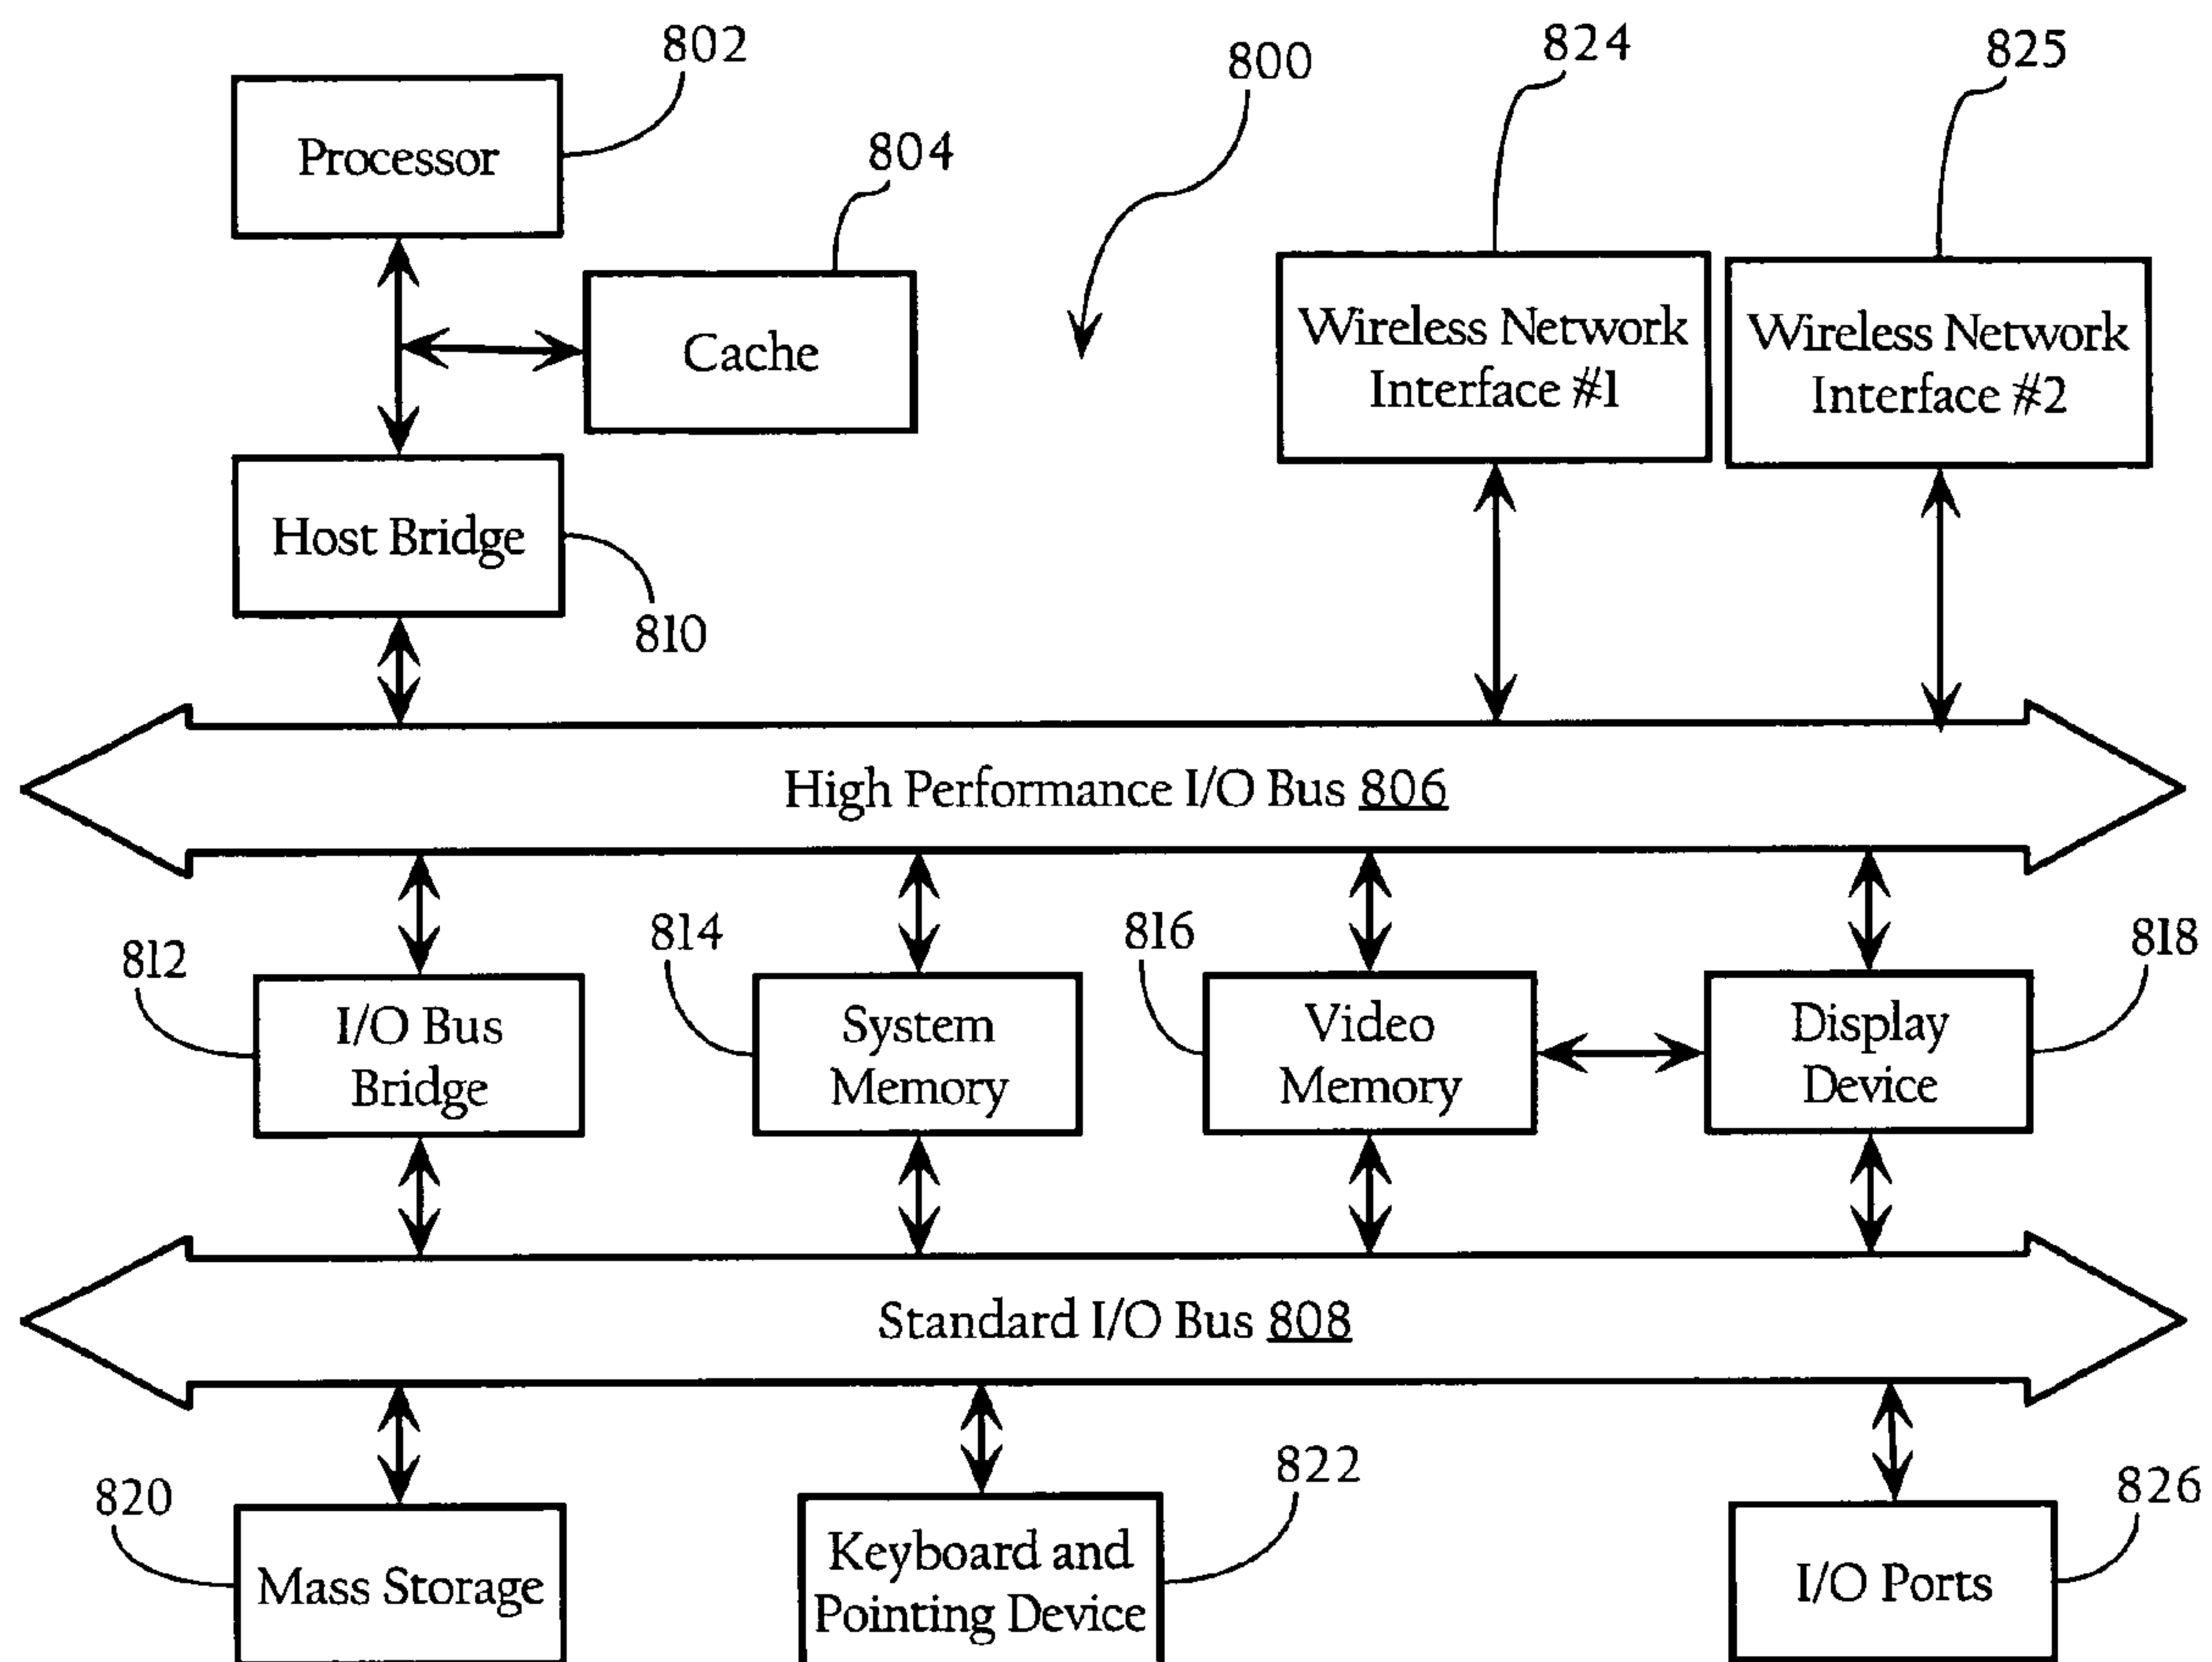 802
800
824
825
Processor
804
Cache
Wireless Network
Interface #1
Wireless Network
Interface #2
Host Bridge
810
High Performance I/O Bus 806
812
814
816
818
I/O Bus
Bridge
System
Memory
Video
Memory
Display
Device
Standard I/O Bus 808
820
822
826
Mass Storage
Keyboard and
Pointing Device
I/O Ports